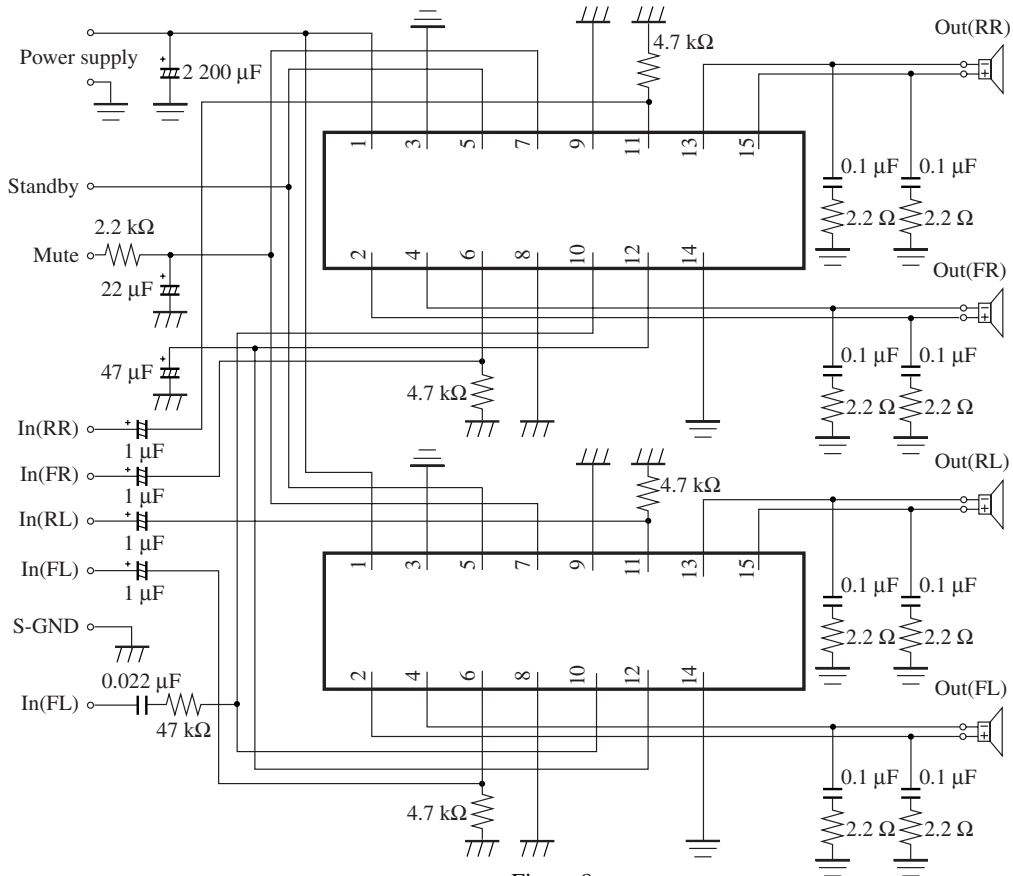 Out(RR)
4.7 kΩ
Power supply
2 200 μF
1 3 5 7 9 11 13 15
0.1 μF 0.1 μF
Standby
2.2 Ω 2.2 Ω
2.2 kΩ
Mute
2 4 6 8 10 12 14
Out(FR)
22 μF
0.1 μF 0.1 μF
47 μF
4.7 kΩ
2.2 Ω 2.2 Ω
In(RR)
1 μF
Out(RL)
In(FR)
4.7 kΩ
1 μF
In(RL)
1 μF
1 3 5 7 9 11 13 15
In(FL)
1 μF
0.1 μF 0.1 μF
S-GND
2.2 Ω 2.2 Ω
0.022 μF
2 4 6 8 10 12 14
Out(FL)
In(FL)
47 kΩ
0.1 μF 0.1 μF
4.7 kΩ
2.2 Ω 2.2 Ω